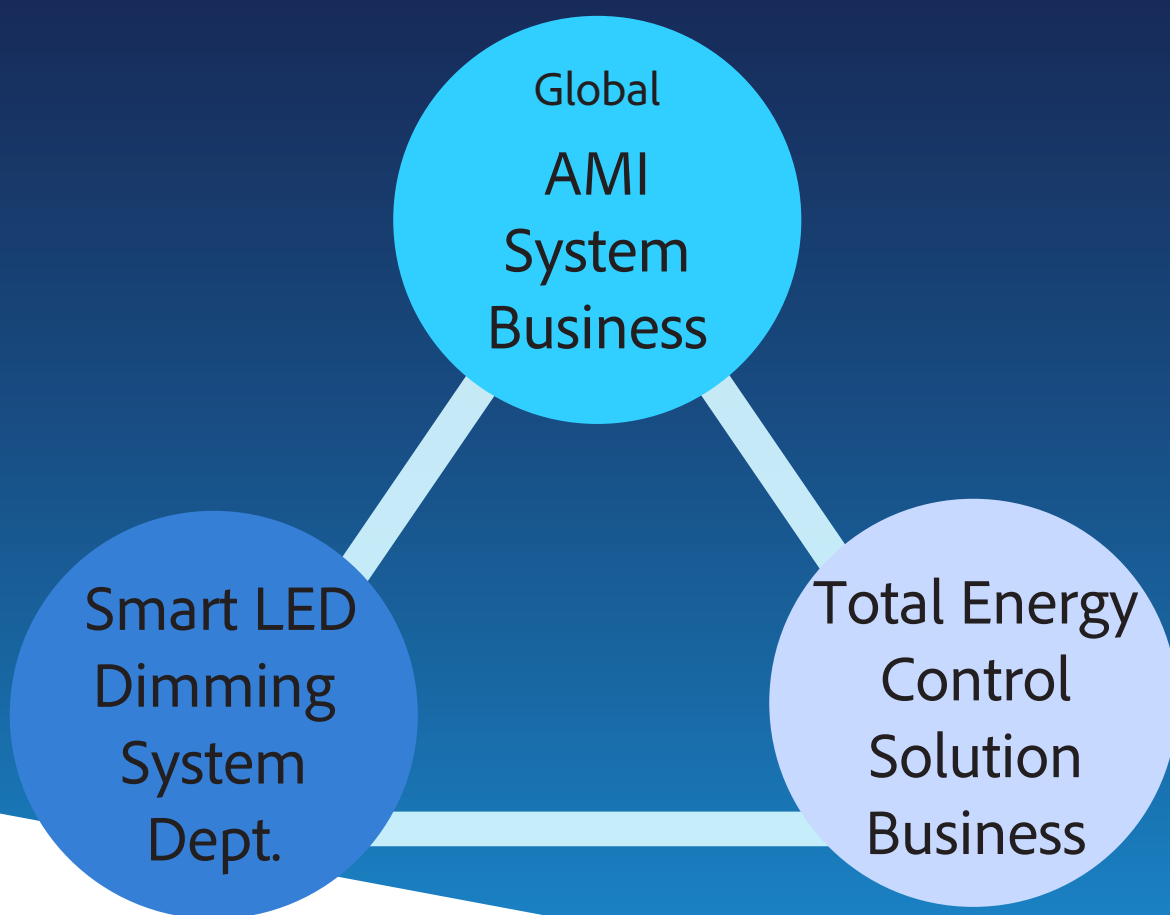 Global
AMI
System
Business
Smart LED
Dimming
System
Dept.
Total Energy
Control
Solution
Business